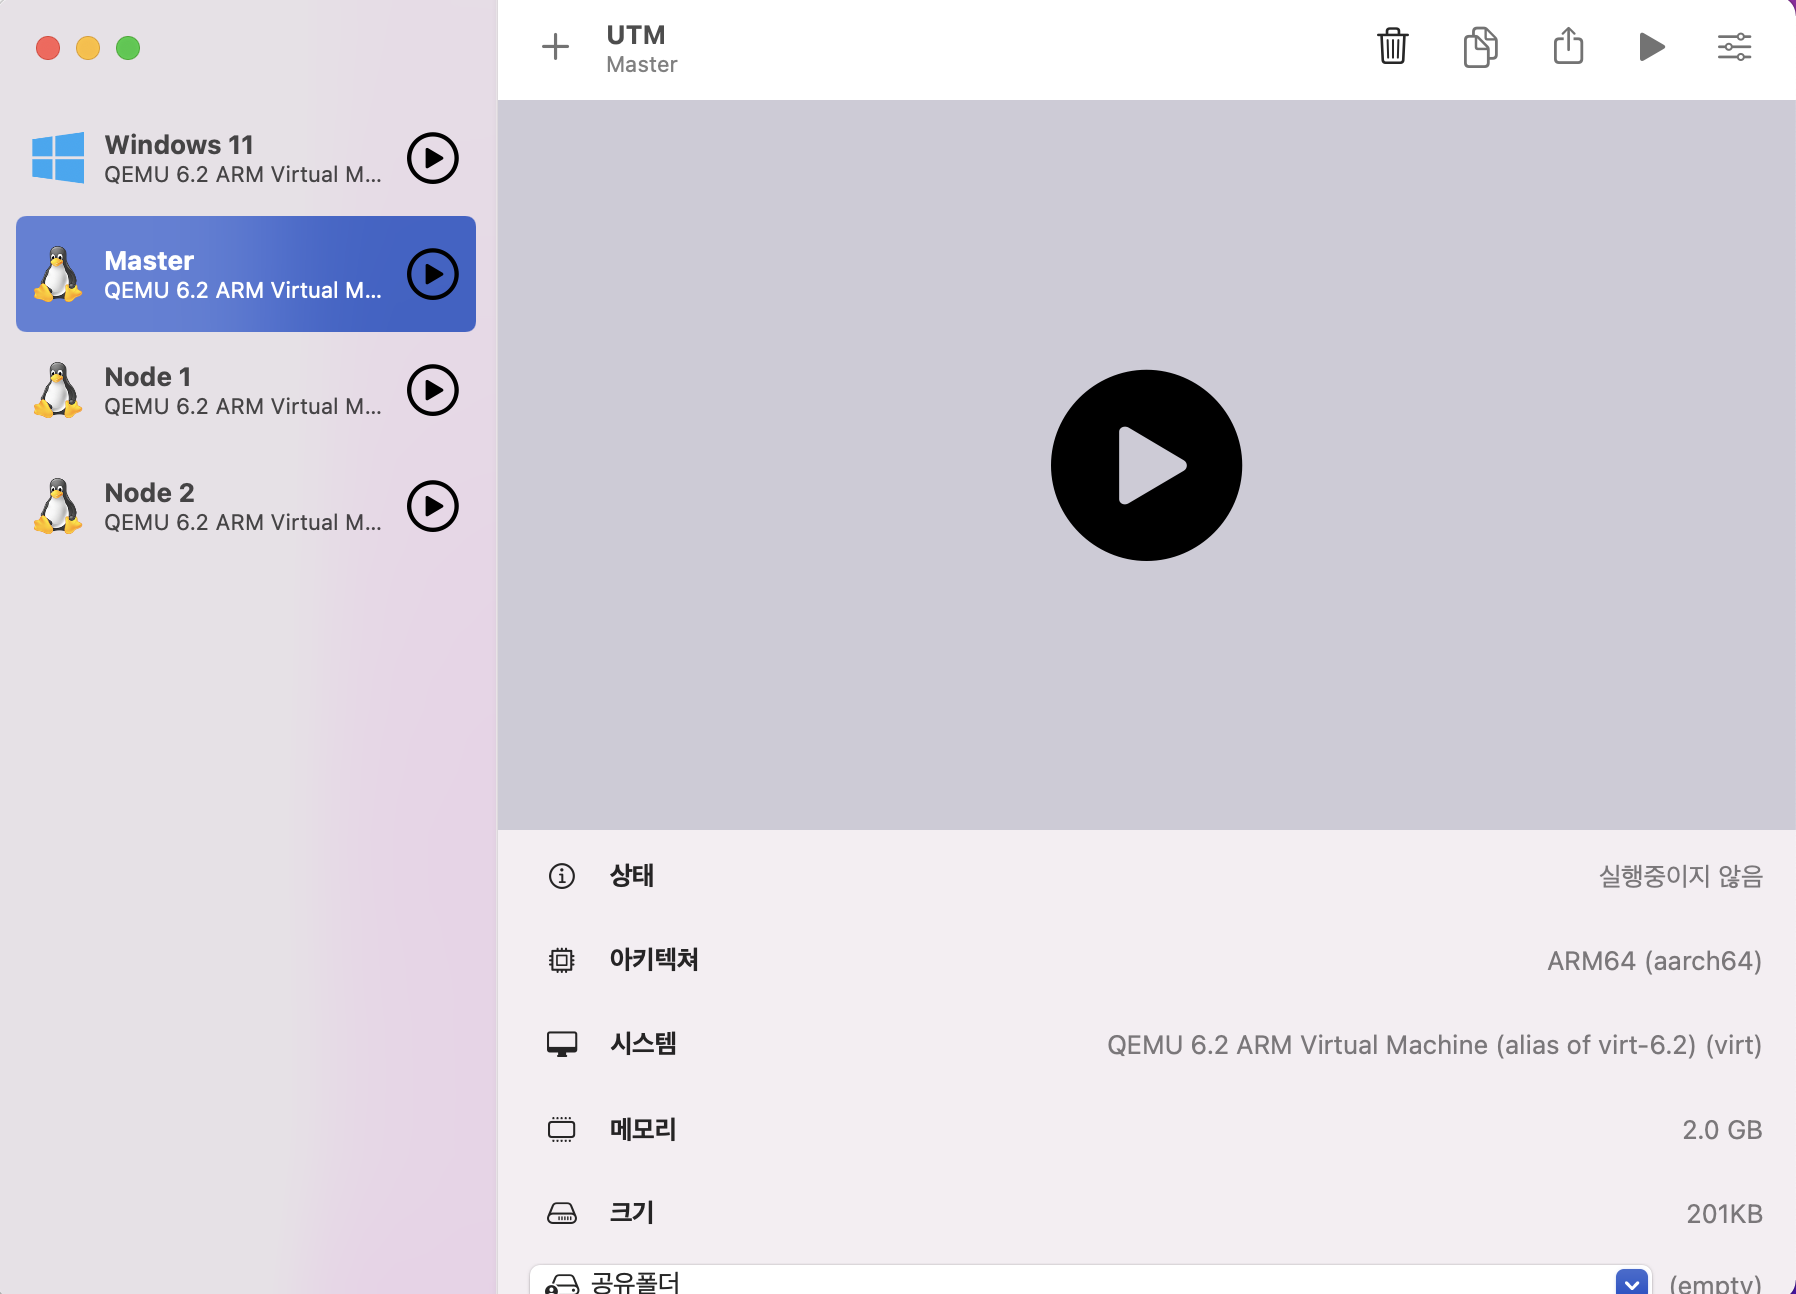 UTM
Master
Windows 11
QEMU 6.2 ARM Virtual M...
Master
QEMU 6.2 ARM Virtual M...
Node 1
QEMU 6.2 ARM Virtual M...
Node 2
QEMU 6.2 ARM Virtual M...
상태 실행중이지 않음
아키텍쳐 ARM64 (aarch64)
시스템 QEMU 6.2 ARM Virtual Machine (alias of virt-6.2) (virt)
메모리 2.0 GB
크기 201KB
공유폴더 (empty)